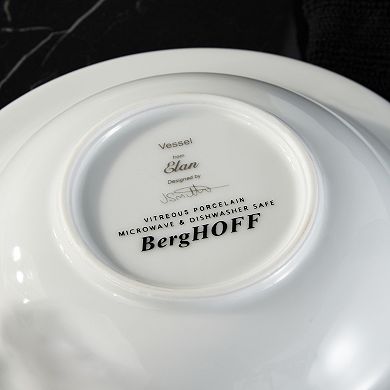 Vessel
from
Elan
Designed by
VITREOUS PORCELAIN
MICROWAVE & DISHWASHER SAFE
BergHOFF